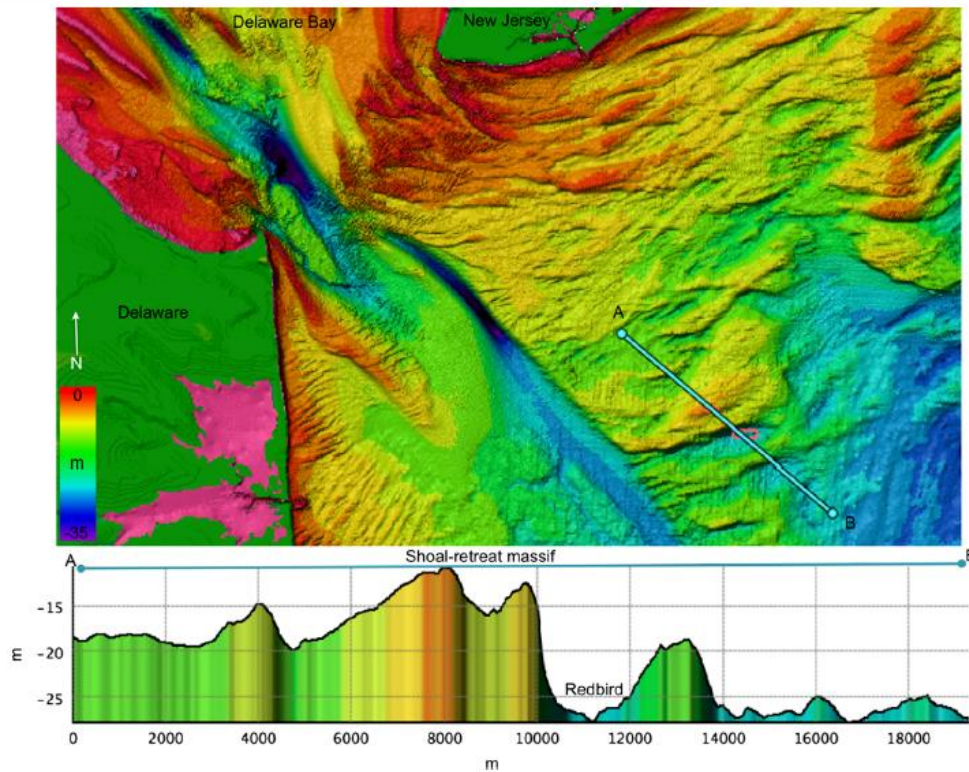 Delaware Bay
New Jersey
Delaware
A
N
0
m
-35
B
A
Shoal-retreat massif
B
-15
m
-20
Redbird
-25
0 2000 4000 6000 8000 10000 12000 14000 16000 18000
m